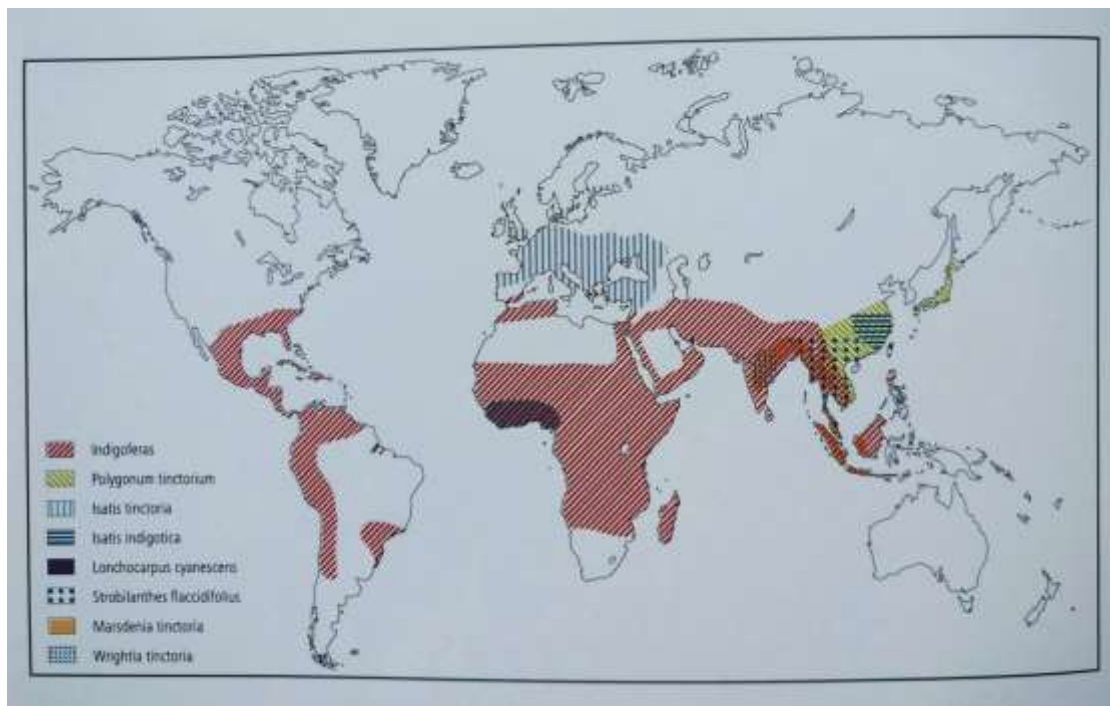 Indigoferas
Polygonum tinctorium
Isatis tinctoria
Isatis indigotica
Lonchocarpus cyanescens
Strobilanthes flaccidifolius
Marsdenia tinctoria
Wrightia tinctoria